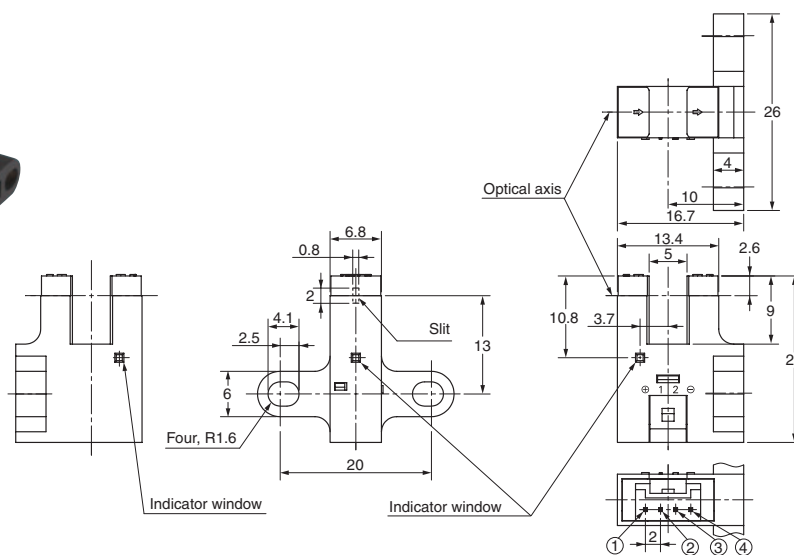 26
4
10
16.7
Optical axis
6.8
0.8
2
4.1
2.5
Slit
13
6
Four, R1.6
20
Indicator window
Indicator window
13.4
5
2.6
9
10.8
3.7
⊕ 1 2 ⊖
2
① ② ③ ④